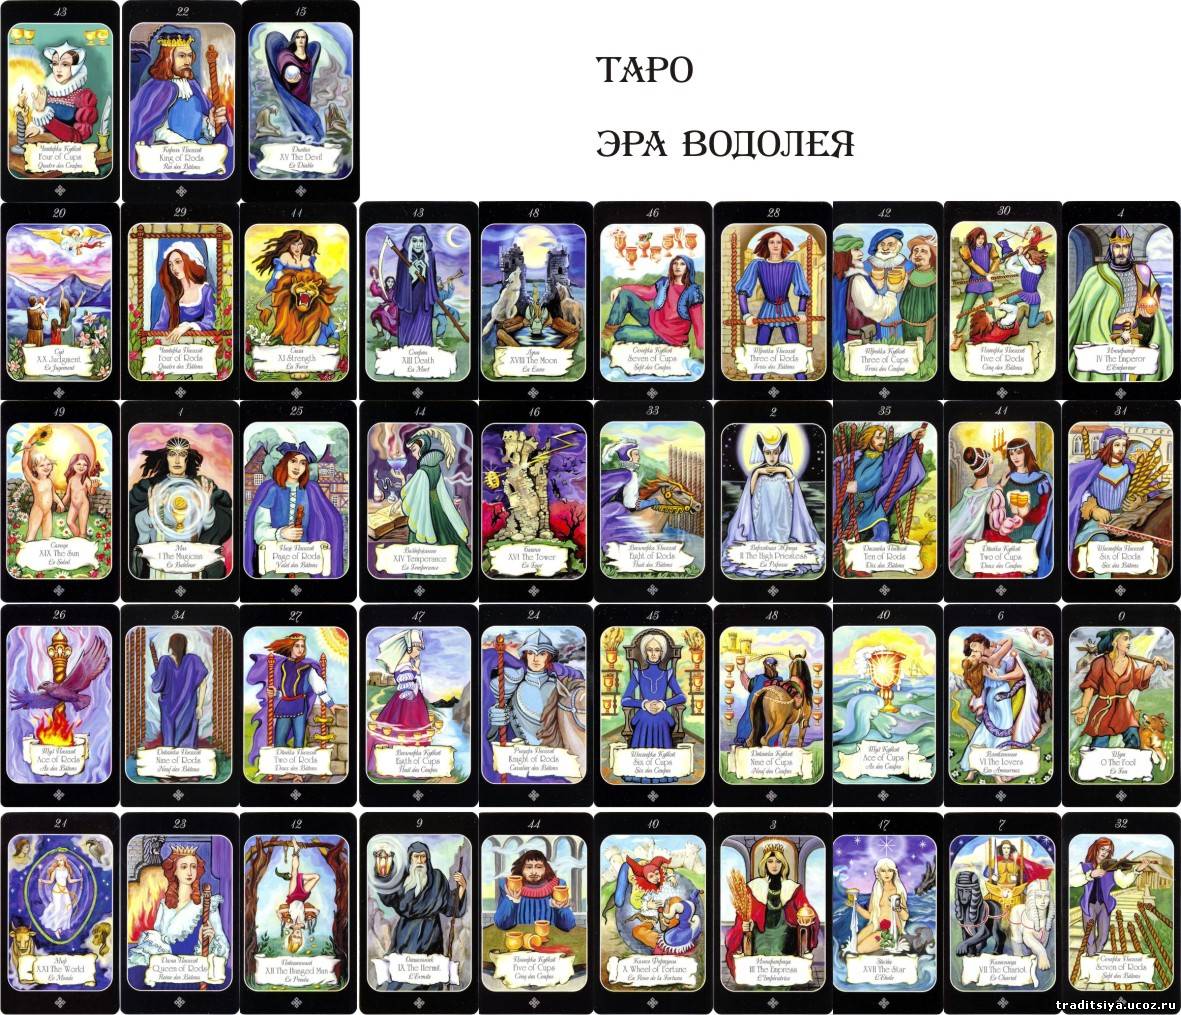 43
Четвёрка Кубков
Four of Cups
Quatre des Coupes
22
Король Посохов
King of Rods
Roi des Bâtons
15
Дьявол
XV The Devil
Le Diable
ТАРО
ЭРА ВОДОЛЕЯ
20
Суд
XX Judgment
Le Jugement
29
Четвёрка Посохов
Four of Rods
Quatre des Bâtons
11
Сила
XI Strength
La Force
13
Смерть
XIII Death
La Mort
18
Луна
XVIII The Moon
La Lune
46
Семёрка Кубков
Seven of Cups
Sept des Coupes
28
Тройка Посохов
Three of Rods
Trois des Bâtons
42
Тройка Кубков
Three of Cups
Trois des Coupes
30
Пятёрка Посохов
Five of Rods
Cinq des Bâtons
4
Император
IV The Emperor
L'Empereur
19
Солнце
XIX The Sun
Le Soleil
1
Маг
I The Magician
Le Bateleur
25
Паж Посохов
Page of Rods
Valet des Bâtons
14
XIV Temperance
La Temperance
16
Башня
XVI The Tower
La Tour
33
Восьмёрка Посохов
Eight of Rods
Huit des Bâtons
2
Верховная Жрица
II The High Priestess
La Papesse
35
Десятка Посохов
Ten of Rods
Dix des Bâtons
41
Двойка Кубков
Two of Cups
Deux des Coupes
31
Шестёрка Посохов
Six of Rods
Six des Bâtons
26
Туз Посохов
Ace of Rods
As des Bâtons
34
Девятка Посохов
Nine of Rods
Neuf des Bâtons
27
Двойка Посохов
Two of Rods
Deux des Bâtons
47
Восьмёрка Кубков
Eight of Cups
Huit des Coupes
24
Рыцарь Посохов
Knight of Rods
Cavalier des Bâtons
45
Шестёрка Кубков
Six of Cups
Six des Coupes
48
Девятка Кубков
Nine of Cups
Neuf des Coupes
40
Туз Кубков
Ace of Cups
As des Coupes
6
Влюблённые
VI The Lovers
Les Amoureux
0
Шут
0 The Fool
Le Fou
21
Мир
XXI The World
Le Monde
23
Дама Посохов
Queen of Rods
Reine des Bâtons
12
Повешенный
XII The Hanged Man
Le Pendu
9
Отшельник
IX The Hermit
L'Ermite
44
Пятёрка Кубков
Five of Cups
Cinq des Coupes
10
Колесо Фортуны
X Wheel of Fortune
La Roue de la Fortune
3
Императрица
III The Empress
L'Impératrice
17
Звезда
XVII The Star
L'Etoile
7
Колесница
VII The Chariot
Le Chariot
32
Семёрка Посохов
Seven of Rods
Sept des Bâtons
traditsiya.ucoz.ru